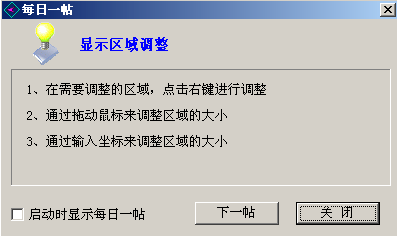 每日一帖
显示区域调整
1、在需要调整的区域，点击右键进行调整
2、通过拖动鼠标来调整区域的大小
3、通过输入坐标来调整区域的大小
启动时显示每日一帖
下一帖
关 闭